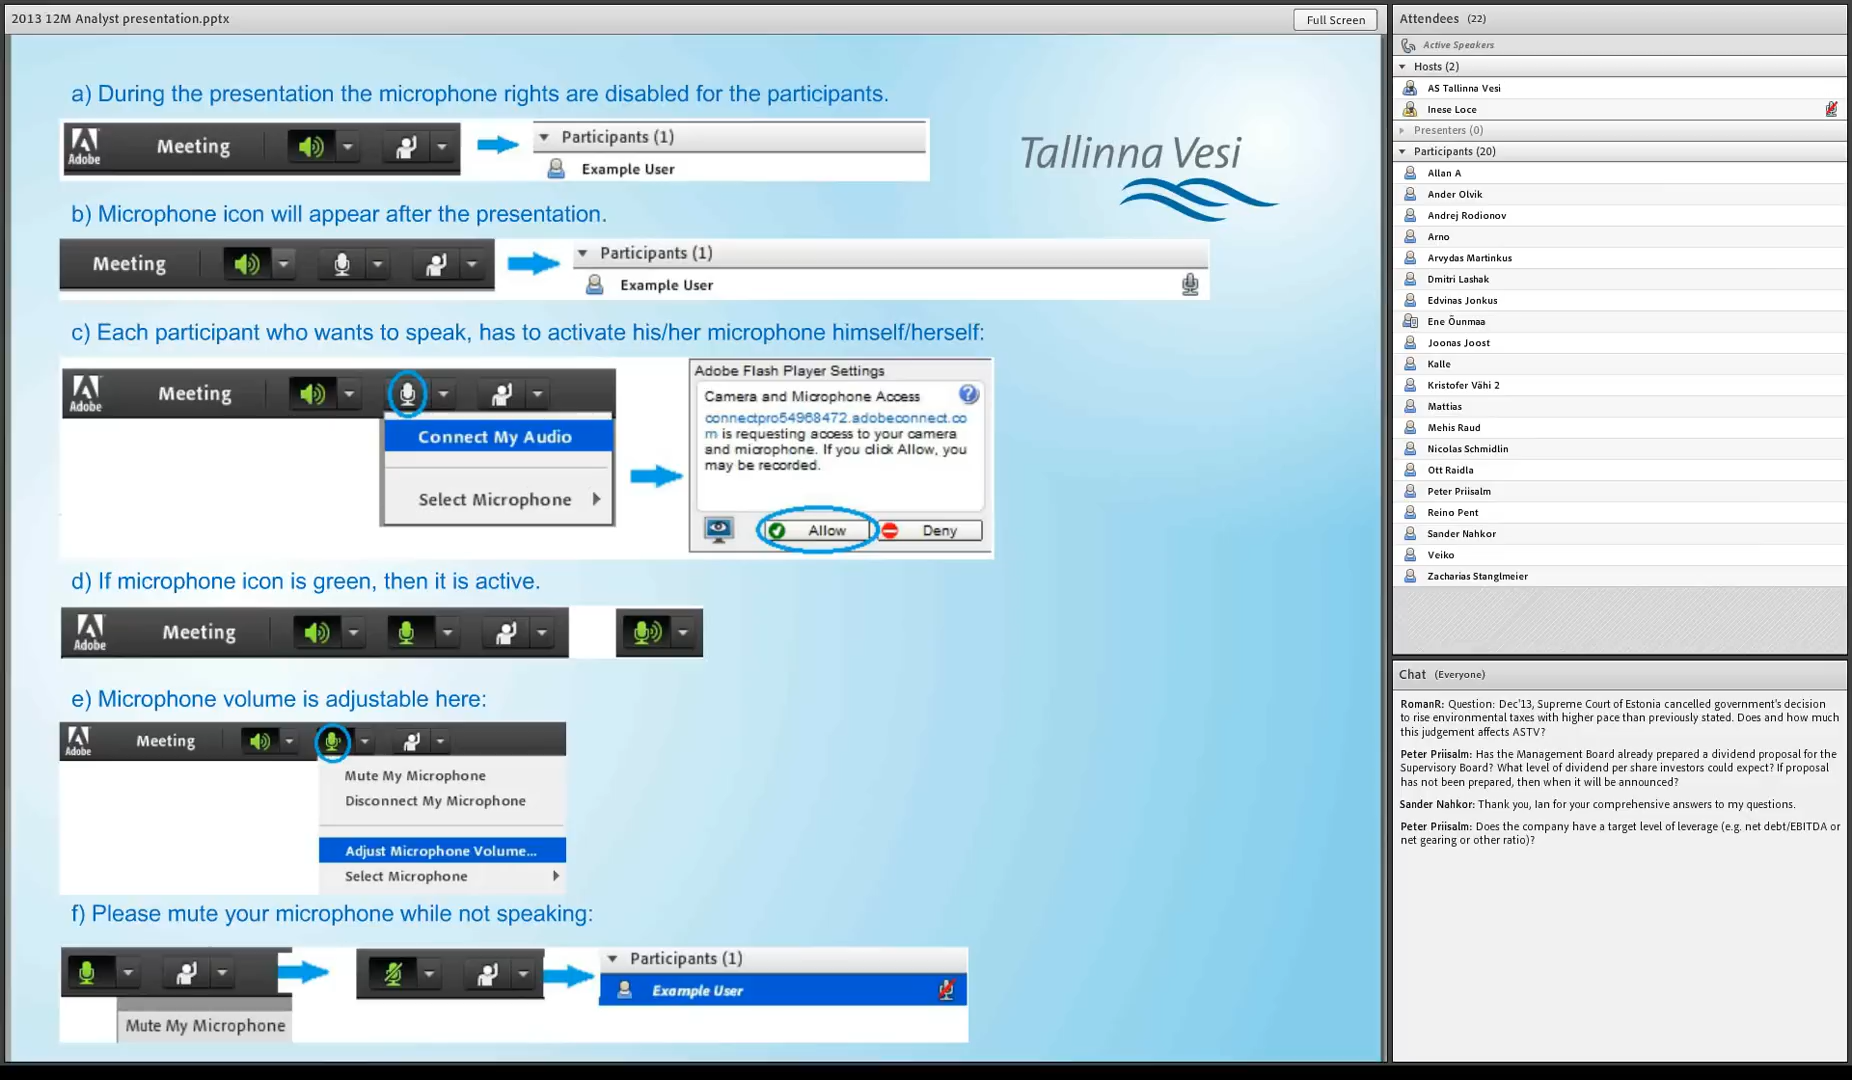 2013 12M Analyst presentation.pptx
Full Screen
a) During the presentation the microphone rights are disabled for the participants.
Adobe
Meeting
Participants (1)
Example User
Tallinna Vesi
b) Microphone icon will appear after the presentation.
Meeting
Participants (1)
Example User
c) Each participant who wants to speak, has to activate his/her microphone himself/herself:
Adobe
Meeting
Connect My Audio
Select Microphone
Adobe Flash Player Settings
Camera and Microphone Access
connectpro54968472.adobeconnect.co
m is requesting access to your camera
and microphone. If you click Allow, you
may be recorded.
Allow
Deny
d) If microphone icon is green, then it is active.
Adobe
Meeting
e) Microphone volume is adjustable here:
Adobe
Meeting
Mute My Microphone
Disconnect My Microphone
Adjust Microphone Volume...
Select Microphone
f) Please mute your microphone while not speaking:
Mute My Microphone
Participants (1)
Example User
Attendees (22)
Active Speakers
Hosts (2)
AS Tallinna Vesi
Inese Loce
Presenters (0)
Participants (20)
Allan A
Ander Olvik
Andrej Rodionov
Arno
Arvydas Martinkus
Dmitri Lashak
Edvinas Jonkus
Ene Õunmaa
Joonas Joost
Kalle
Kristofer Vähi 2
Mattias
Mehis Raud
Nicolas Schmidlin
Ott Raidla
Peter Priisalm
Reino Pent
Sander Nahkor
Veiko
Zacharias Stanglmeier
Chat (Everyone)
RomanR: Question: Dec'13, Supreme Court of Estonia cancelled government's decision
to rise environmental taxes with higher pace than previously stated. Does and how much
this judgement affects ASTV?
Peter Priisalm: Has the Management Board already prepared a dividend proposal for the
Supervisory Board? What level of dividend per share investors could expect? If proposal
has not been prepared, then when it will be announced?
Sander Nahkor: Thank you, Ian for your comprehensive answers to my questions.
Peter Priisalm: Does the company have a target level of leverage (e.g. net debt/EBITDA or
net gearing or other ratio)?